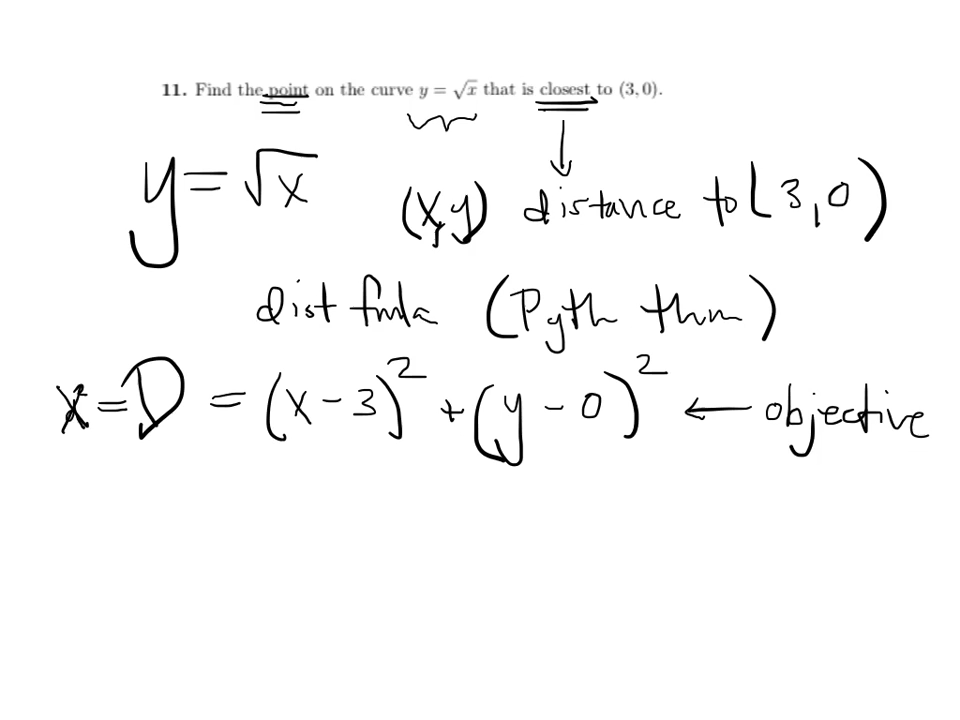 11. Find the point on the curve y = √x that is closest to (3, 0).
y = √x (x,y) distance to (3,0)
dist fmla (Pyth thm)
x = D = (x - 3)² + (y - 0)² ← objective